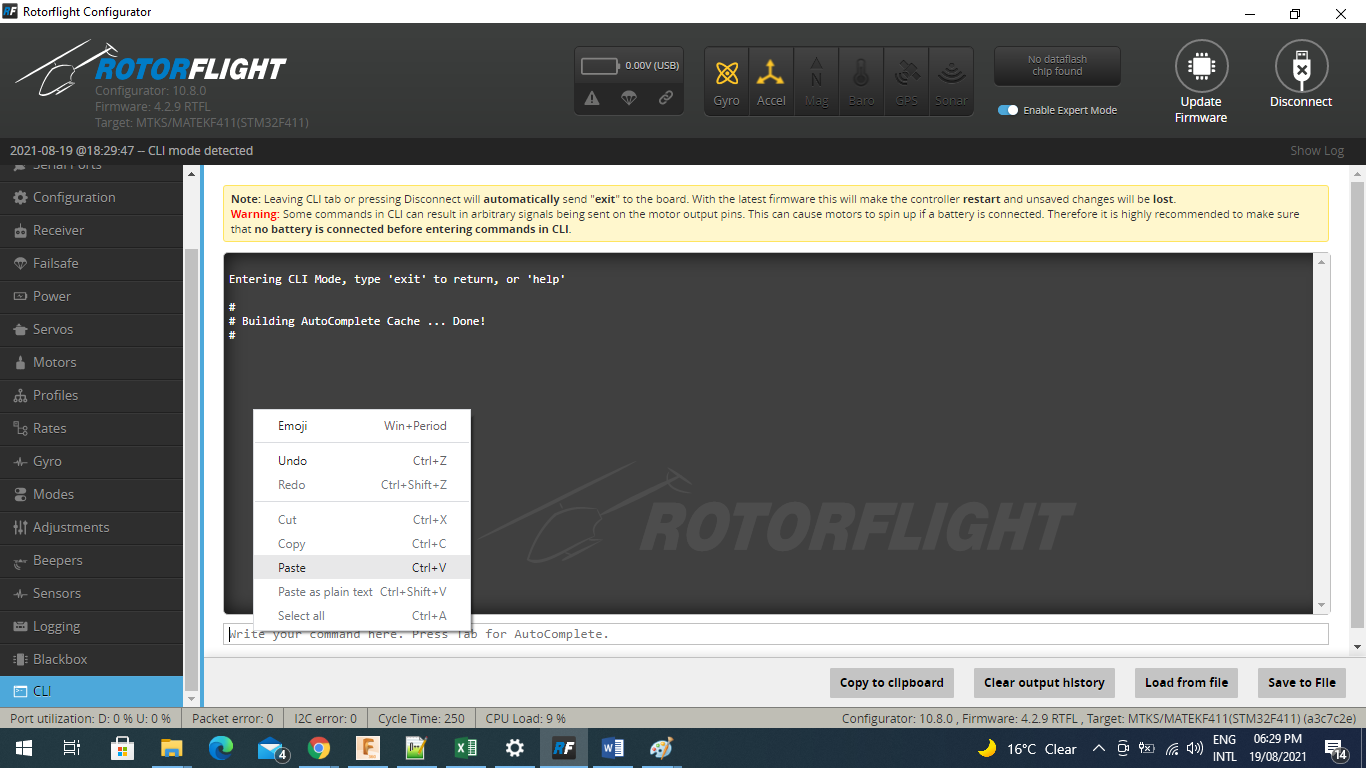 Rotorflight Configurator
ROTORFLIGHT
Configurator: 10.8.0
Firmware: 4.2.9 RTFL
Target: MTKS/MATEKF411(STM32F411)
0.00V (USB)
Gyro Accel Mag Baro GPS Sonar
No dataflash
chip found
Enable Expert Mode
Update
Firmware
Disconnect
2021-08-19 @18:29:47 -- CLI mode detected
Show Log
Serial Ports
Configuration
Receiver
Failsafe
Power
Servos
Motors
Profiles
Rates
Gyro
Modes
Adjustments
Beepers
Sensors
Logging
Blackbox
CLI
Note: Leaving CLI tab or pressing Disconnect will automatically send "exit" to the board. With the latest firmware this will make the controller restart and unsaved changes will be lost.
Warning: Some commands in CLI can result in arbitrary signals being sent on the motor output pins. This can cause motors to spin up if a battery is connected. Therefore it is highly recommended to make sure
that no battery is connected before entering commands in CLI.
Entering CLI Mode, type 'exit' to return, or 'help'
#
# Building AutoComplete Cache ... Done!
#
Emoji Win+Period
Undo Ctrl+Z
Redo Ctrl+Shift+Z
Cut Ctrl+X
Copy Ctrl+C
Paste Ctrl+V
Paste as plain text Ctrl+Shift+V
Select all Ctrl+A
ROTORFLIGHT
Write your command here. Press Tab for AutoComplete.
Copy to clipboard
Clear output history
Load from file
Save to File
Port utilization: D: 0 % U: 0 %
Packet error: 0
I2C error: 0
Cycle Time: 250
CPU Load: 9 %
Configurator: 10.8.0 , Firmware: 4.2.9 RTFL , Target: MTKS/MATEKF411(STM32F411) (a3c7c2e)
4
RF
16°C Clear
ENG
INTL
06:29 PM
19/08/2021
14